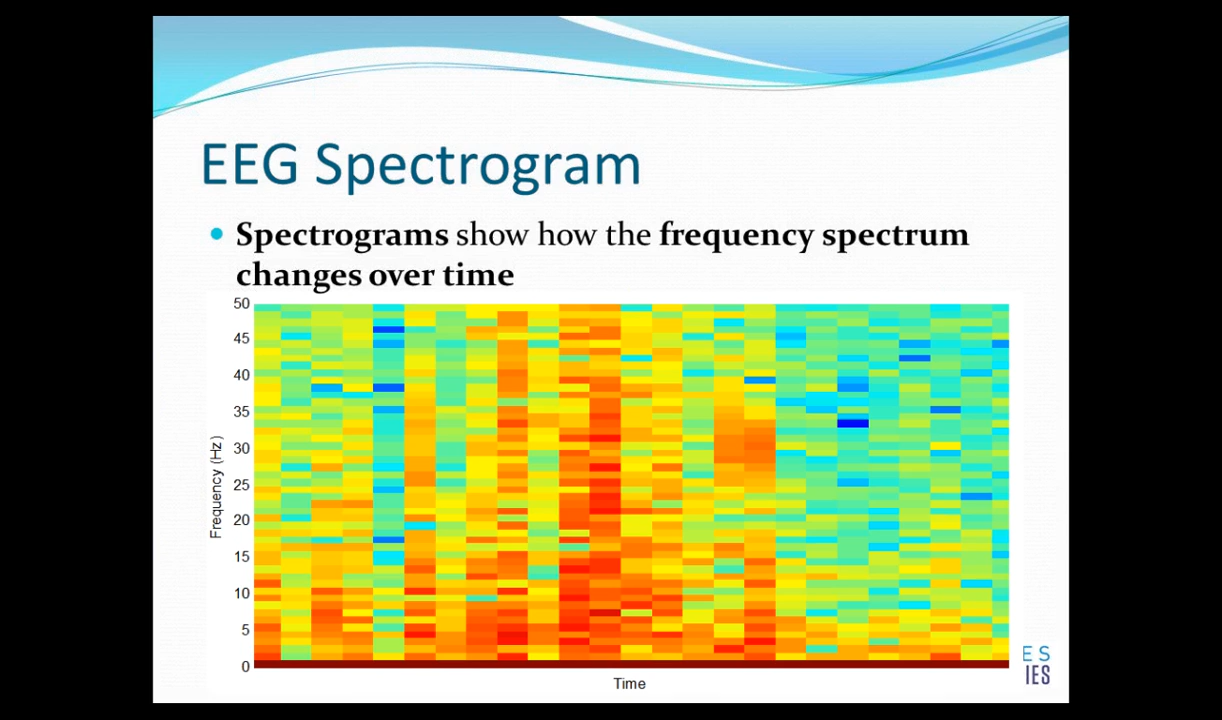 EEG Spectrogram
• Spectrograms show how the frequency spectrum
changes over time
50
45
40
35
30
25
20
15
10
5
0
Frequency (Hz)
Time
E S
IES